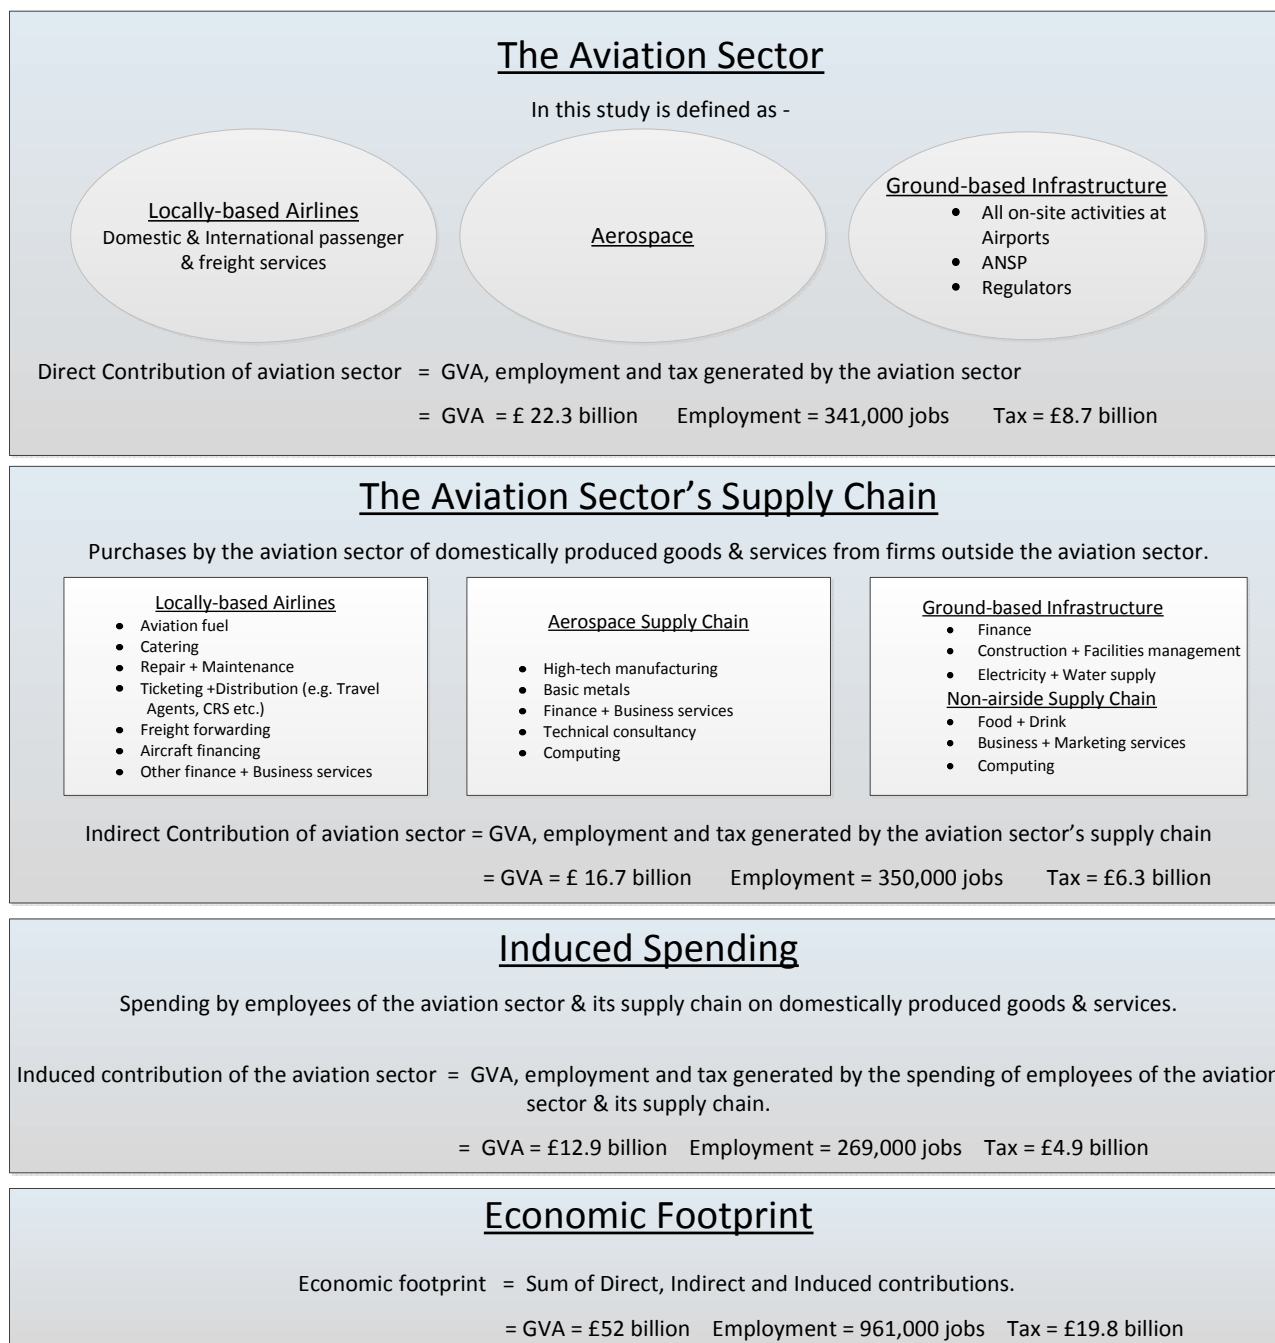 The Aviation Sector
In this study is defined as -
Locally-based Airlines
Domestic & International passenger
& freight services
Aerospace
Ground-based Infrastructure
• All on-site activities at
Airports
• ANSP
• Regulators
Direct Contribution of aviation sector = GVA, employment and tax generated by the aviation sector
= GVA = £ 22.3 billion Employment = 341,000 jobs Tax = £8.7 billion
The Aviation Sector’s Supply Chain
Purchases by the aviation sector of domestically produced goods & services from firms outside the aviation sector.
Locally-based Airlines
• Aviation fuel
• Catering
• Repair + Maintenance
• Ticketing +Distribution (e.g. Travel
Agents, CRS etc.)
• Freight forwarding
• Aircraft financing
• Other finance + Business services
Aerospace Supply Chain
• High-tech manufacturing
• Basic metals
• Finance + Business services
• Technical consultancy
• Computing
Ground-based Infrastructure
• Finance
• Construction + Facilities management
• Electricity + Water supply
Non-airside Supply Chain
• Food + Drink
• Business + Marketing services
• Computing
Indirect Contribution of aviation sector = GVA, employment and tax generated by the aviation sector’s supply chain
= GVA = £ 16.7 billion Employment = 350,000 jobs Tax = £6.3 billion
Induced Spending
Spending by employees of the aviation sector & its supply chain on domestically produced goods & services.
Induced contribution of the aviation sector = GVA, employment and tax generated by the spending of employees of the aviation
sector & its supply chain.
= GVA = £12.9 billion Employment = 269,000 jobs Tax = £4.9 billion
Economic Footprint
Economic footprint = Sum of Direct, Indirect and Induced contributions.
= GVA = £52 billion Employment = 961,000 jobs Tax = £19.8 billion